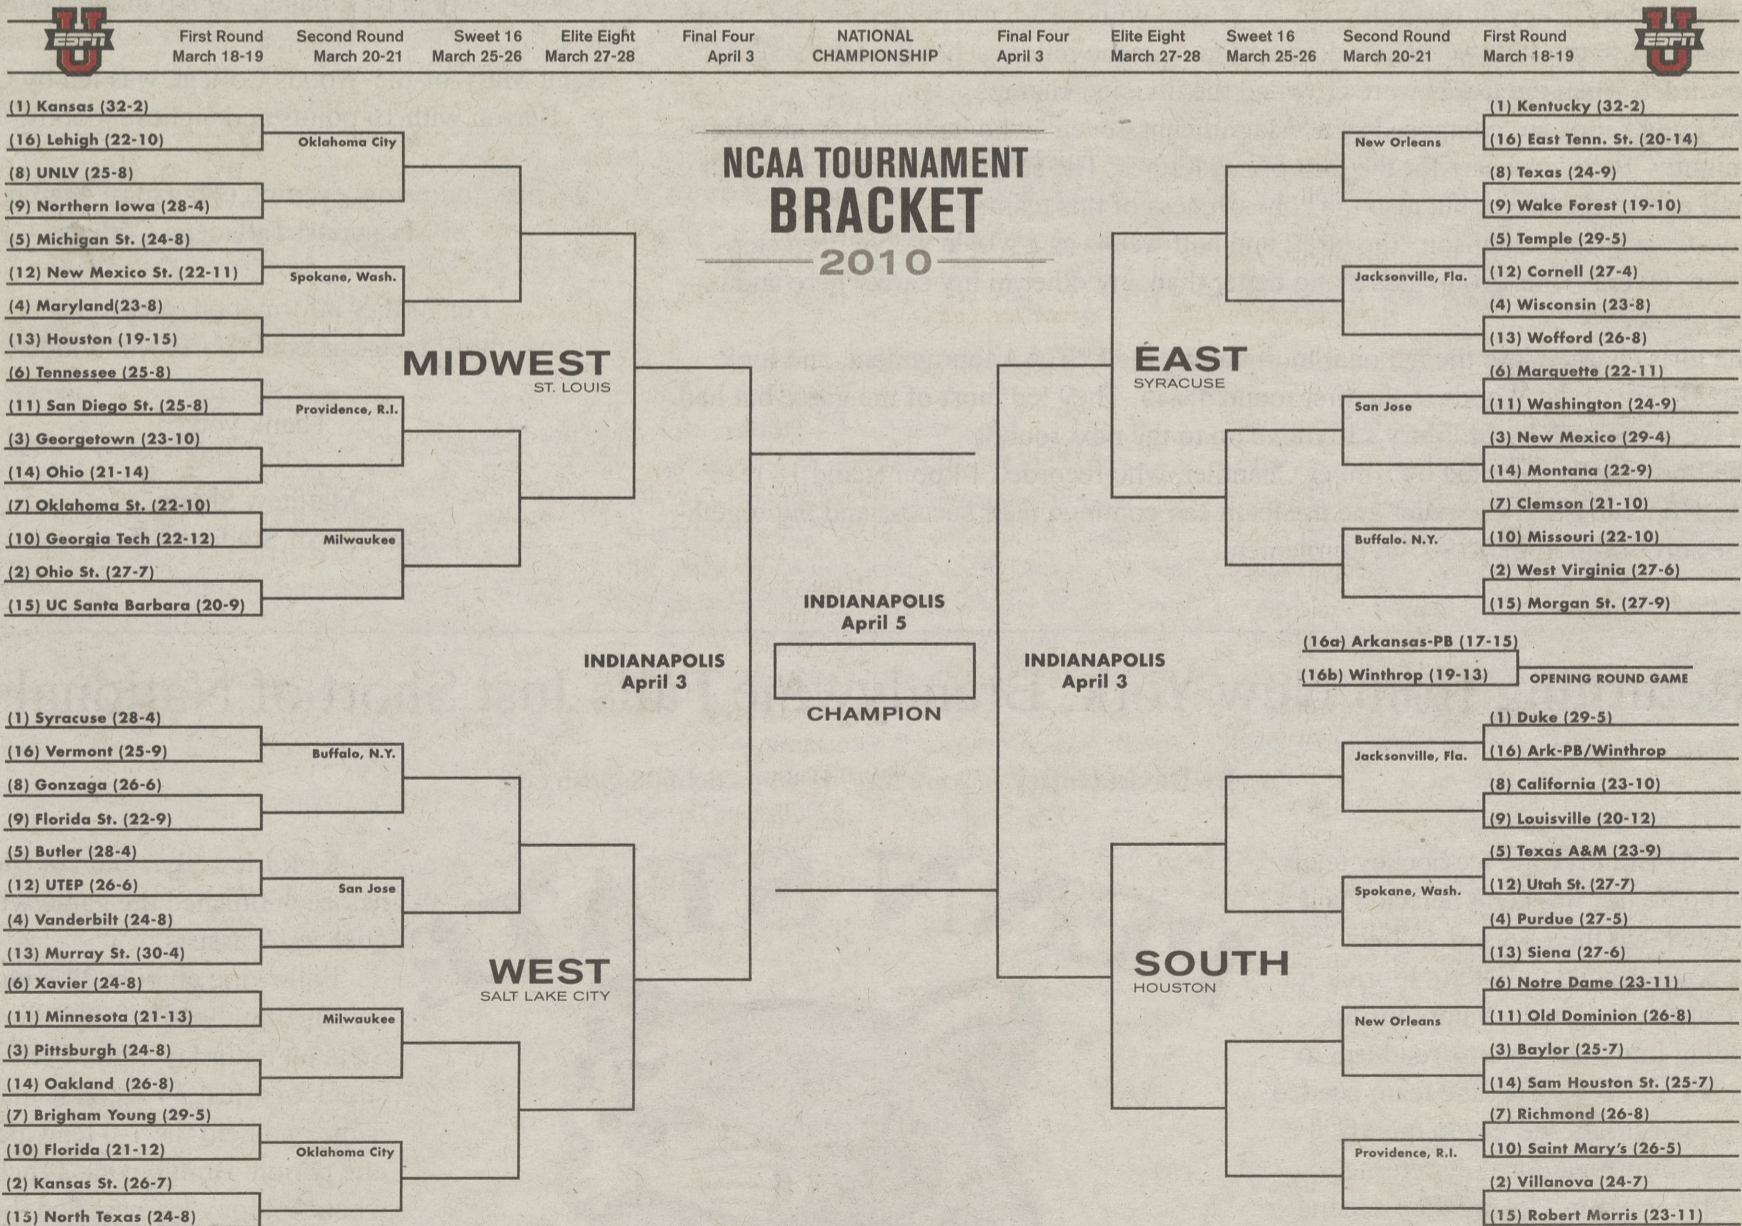 ESPN U
First Round
March 18-19
Second Round
March 20-21
Sweet 16
March 25-26
Elite Eight
March 27-28
Final Four
April 3
NATIONAL
CHAMPIONSHIP
Final Four
April 3
Elite Eight
March 27-28
Sweet 16
March 25-26
Second Round
March 20-21
First Round
March 18-19
ESPN U
NCAA TOURNAMENT
BRACKET
2010
(1) Kansas (32-2)
(16) Lehigh (22-10)
Oklahoma City
(8) UNLV (25-8)
(9) Northern Iowa (28-4)
(5) Michigan St. (24-8)
(12) New Mexico St. (22-11)
Spokane, Wash.
(4) Maryland(23-8)
(13) Houston (19-15)
MIDWEST
ST. LOUIS
(6) Tennessee (25-8)
(11) San Diego St. (25-8)
Providence, R.I.
(3) Georgetown (23-10)
(14) Ohio (21-14)
(7) Oklahoma St. (22-10)
(10) Georgia Tech (22-12)
Milwaukee
(2) Ohio St. (27-7)
(15) UC Santa Barbara (20-9)
(1) Kentucky (32-2)
New Orleans
(16) East Tenn. St. (20-14)
(8) Texas (24-9)
(9) Wake Forest (19-10)
(5) Temple (29-5)
Jacksonville, Fla.
(12) Cornell (27-4)
(4) Wisconsin (23-8)
(13) Wofford (26-8)
EAST
SYRACUSE
(6) Marquette (22-11)
San Jose
(11) Washington (24-9)
(3) New Mexico (29-4)
(14) Montana (22-9)
(7) Clemson (21-10)
Buffalo. N.Y.
(10) Missouri (22-10)
(2) West Virginia (27-6)
(15) Morgan St. (27-9)
INDIANAPOLIS
April 5
CHAMPION
INDIANAPOLIS
April 3
INDIANAPOLIS
April 3
(16a) Arkansas-PB (17-15)
(16b) Winthrop (19-13)
OPENING ROUND GAME
(1) Syracuse (28-4)
(16) Vermont (25-9)
Buffalo, N.Y.
(8) Gonzaga (26-6)
(9) Florida St. (22-9)
(5) Butler (28-4)
(12) UTEP (26-6)
San Jose
(4) Vanderbilt (24-8)
(13) Murray St. (30-4)
WEST
SALT LAKE CITY
(6) Xavier (24-8)
(11) Minnesota (21-13)
Milwaukee
(3) Pittsburgh (24-8)
(14) Oakland (26-8)
(7) Brigham Young (29-5)
(10) Florida (21-12)
Oklahoma City
(2) Kansas St. (26-7)
(15) North Texas (24-8)
(1) Duke (29-5)
Jacksonville, Fla.
(16) Ark-PB/Winthrop
(8) California (23-10)
(9) Louisville (20-12)
(5) Texas A&M (23-9)
Spokane, Wash.
(12) Utah St. (27-7)
(4) Purdue (27-5)
(13) Siena (27-6)
SOUTH
HOUSTON
(6) Notre Dame (23-11)
New Orleans
(11) Old Dominion (26-8)
(3) Baylor (25-7)
(14) Sam Houston St. (25-7)
(7) Richmond (26-8)
Providence, R.I.
(10) Saint Mary's (26-5)
(2) Villanova (24-7)
(15) Robert Morris (23-11)